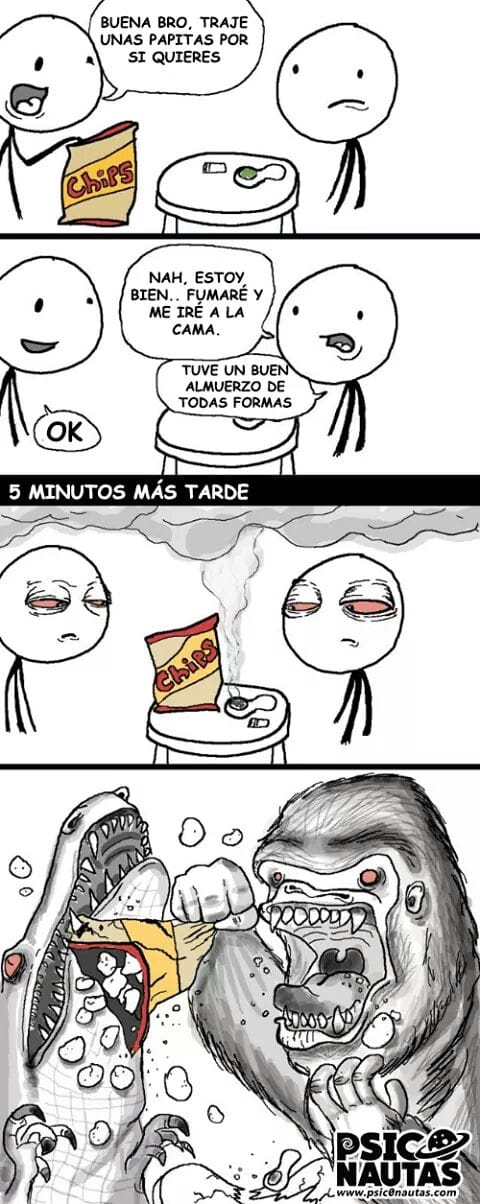 BUENA BRO, TRAJE
UNAS PAPITAS POR
SI QUIERES
Chips
NAH, ESTOY
BIEN.. FUMARÉ Y
ME IRÉ A LA
CAMA.
TUVE UN BUEN
ALMUERZO DE
TODAS FORMAS
OK
5 MINUTOS MÁS TARDE
Chips
PSIC
NAUTAS
www.psic0nautas.com